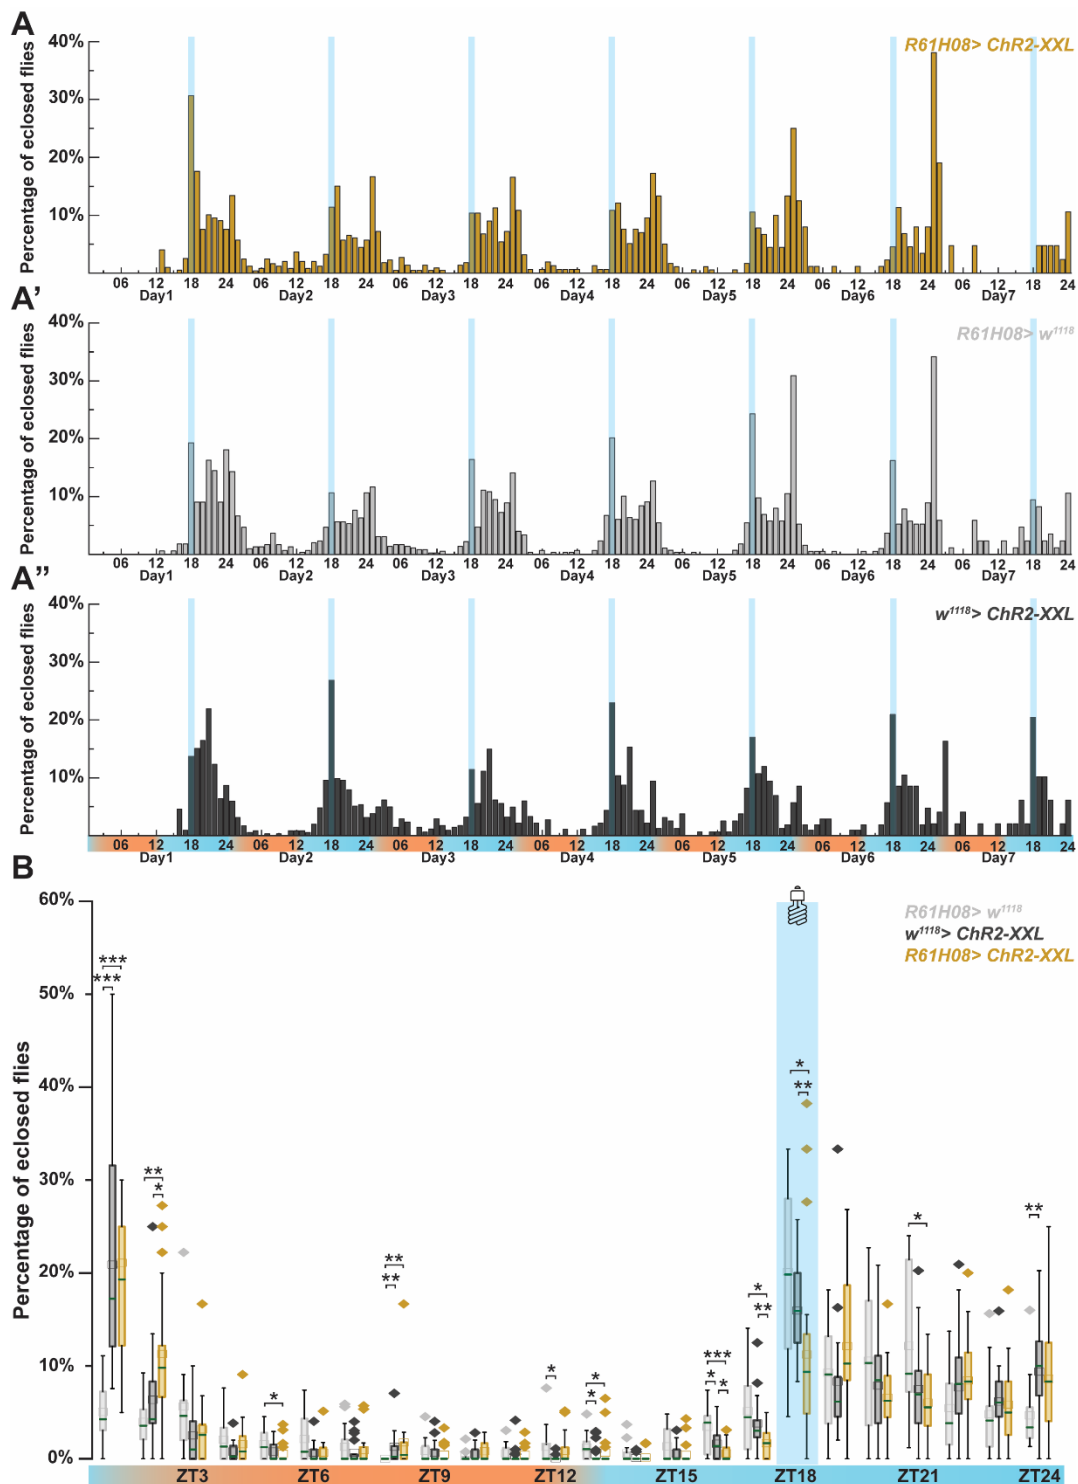 A
R61H08> ChR2-XXL
Percentage of eclosed flies
40%
30%
20%
10%
06 12 18 24 06 12 18 24 06 12 18 24 06 12 18 24 06 12 18 24 06 12 18 24 06 12 18 24
Day1 Day2 Day3 Day4 Day5 Day6 Day7
A'
R61H08> w1118
Percentage of eclosed flies
40%
30%
20%
10%
06 12 18 24 06 12 18 24 06 12 18 24 06 12 18 24 06 12 18 24 06 12 18 24 06 12 18 24
Day1 Day2 Day3 Day4 Day5 Day6 Day7
A''
w1118> ChR2-XXL
Percentage of eclosed flies
40%
30%
20%
10%
06 12 18 24 06 12 18 24 06 12 18 24 06 12 18 24 06 12 18 24 06 12 18 24 06 12 18 24
Day1 Day2 Day3 Day4 Day5 Day6 Day7
B
R61H08> w1118
w1118> ChR2-XXL
R61H08> ChR2-XXL
Percentage of eclosed flies
60%
50%
40%
30%
20%
10%
0%
*** *** ** * * ** ** * * * *** * * * ** * ** * **
ZT3 ZT6 ZT9 ZT12 ZT15 ZT18 ZT21 ZT24